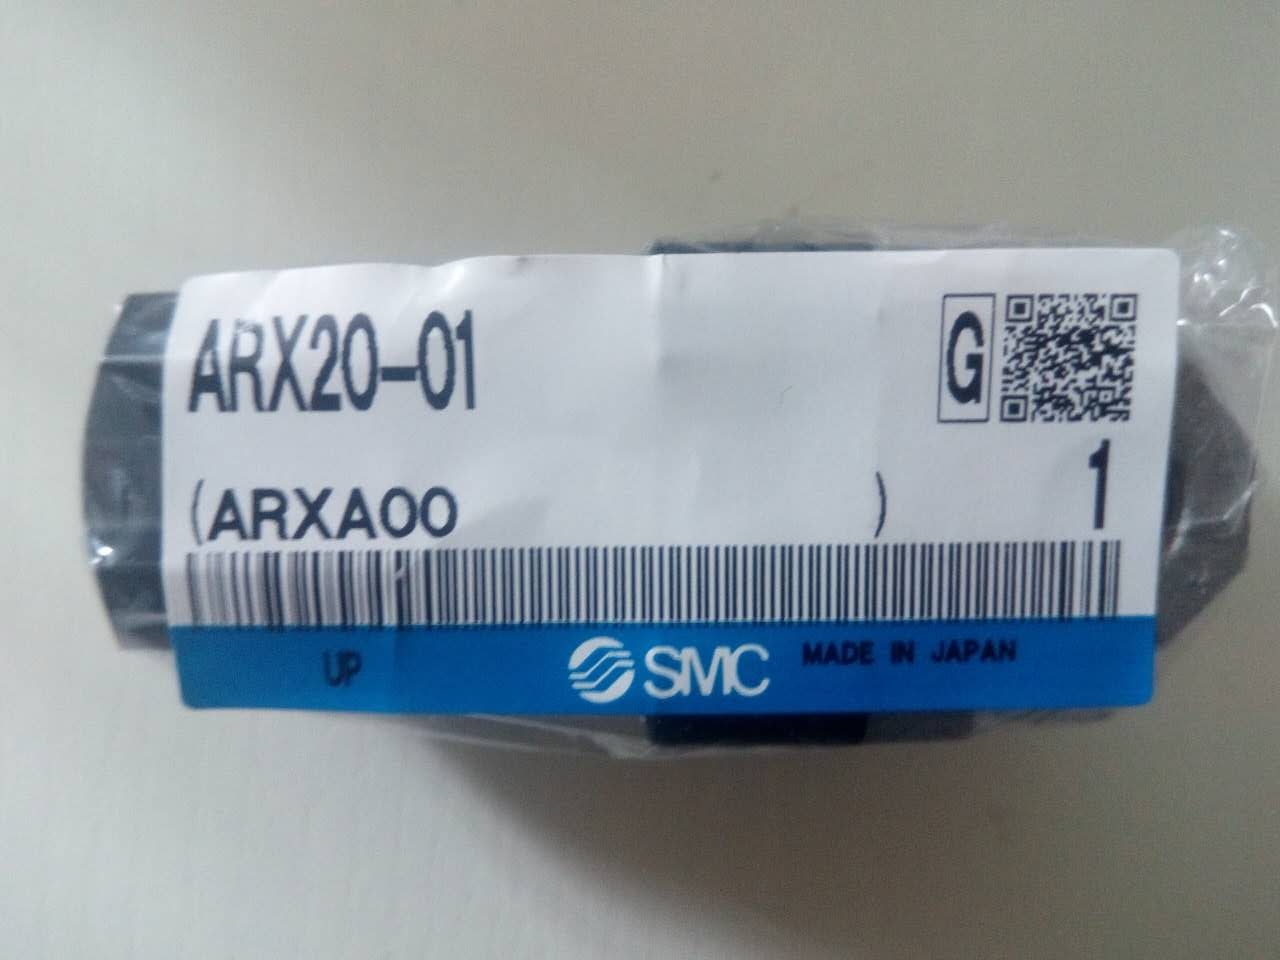 ARX20-01
G
(ARXA00 )
1
UP
SMC
MADE IN JAPAN